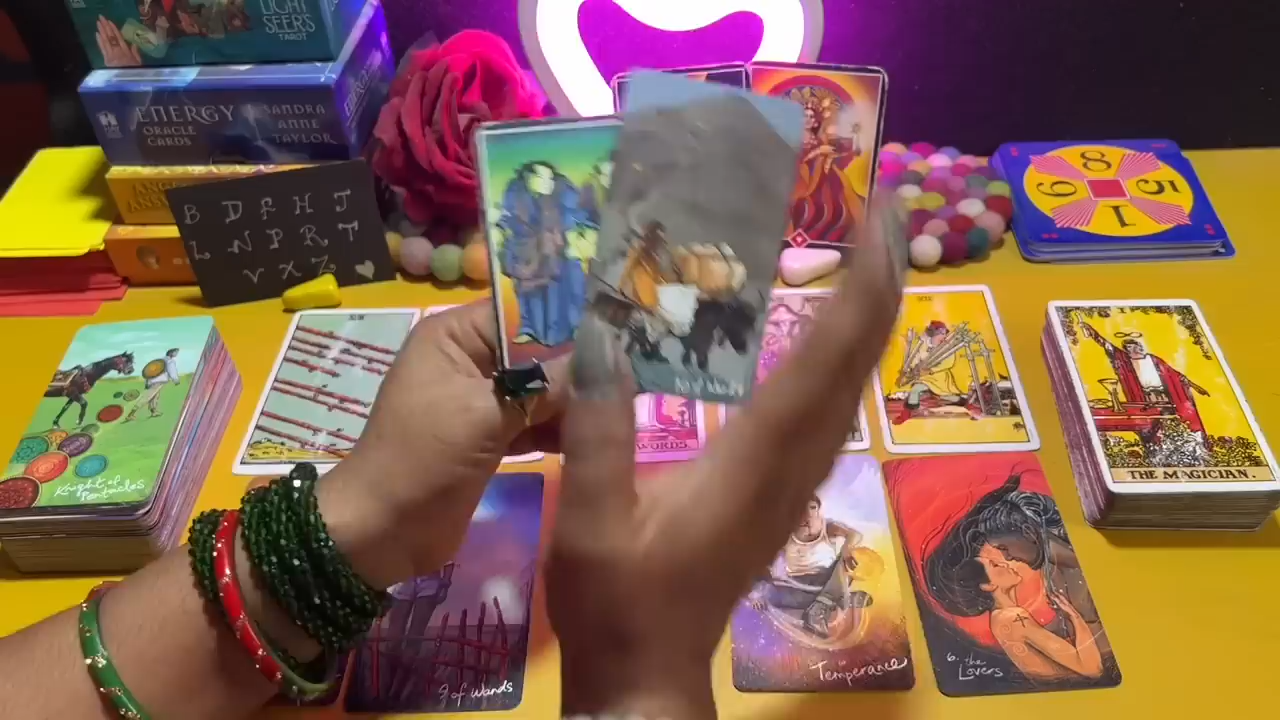 LIGHT
SEER'S
TAROT
ENERGY
ORACLE
CARDS
SANDRA
ANNE
TAYLOR
B D F H J
L N P R T
V X Z
8
6 5
1
Knight of
Pentacles
WORDS.
THE MAGICIAN.
9 of wands
Temperance
6. the
Lovers